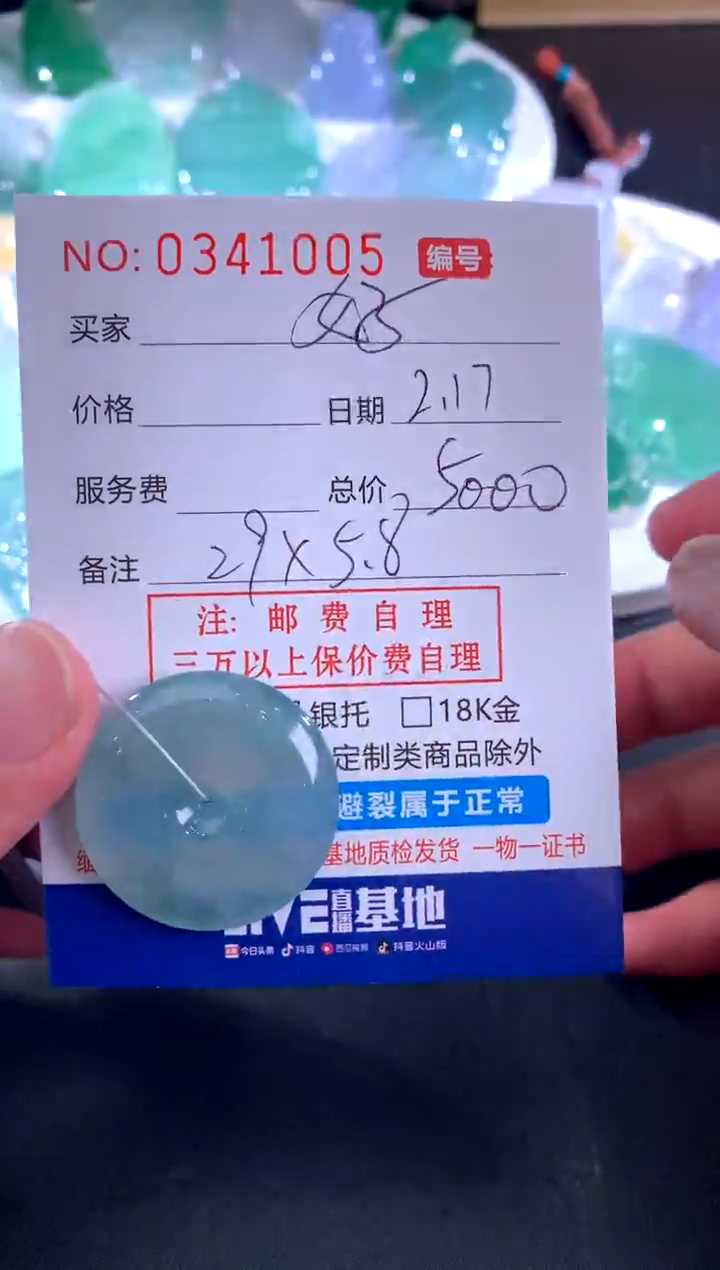 NO: 0341005 编号
买家
价格 日期 2.17
服务费 总价 5000
备注 29×5.8
注: 邮费自理
三万以上保价费自理
银托 □18K金
定制类商品除外
避裂属于正常
基地质检发货 一物一证书
LIVE直播基地
今日头条 抖音 西瓜视频 抖音火山版